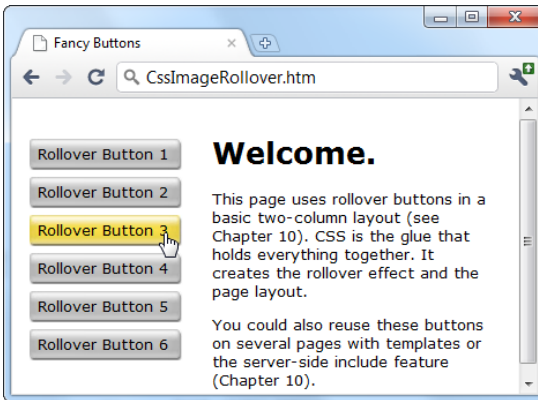 Fancy Buttons
CssImageRollover.htm
Rollover Button 1
Rollover Button 2
Rollover Button 3
Rollover Button 4
Rollover Button 5
Rollover Button 6
Welcome.
This page uses rollover buttons in a
basic two-column layout (see
Chapter 10). CSS is the glue that
holds everything together. It
creates the rollover effect and the
page layout.
You could also reuse these buttons
on several pages with templates or
the server-side include feature
(Chapter 10).